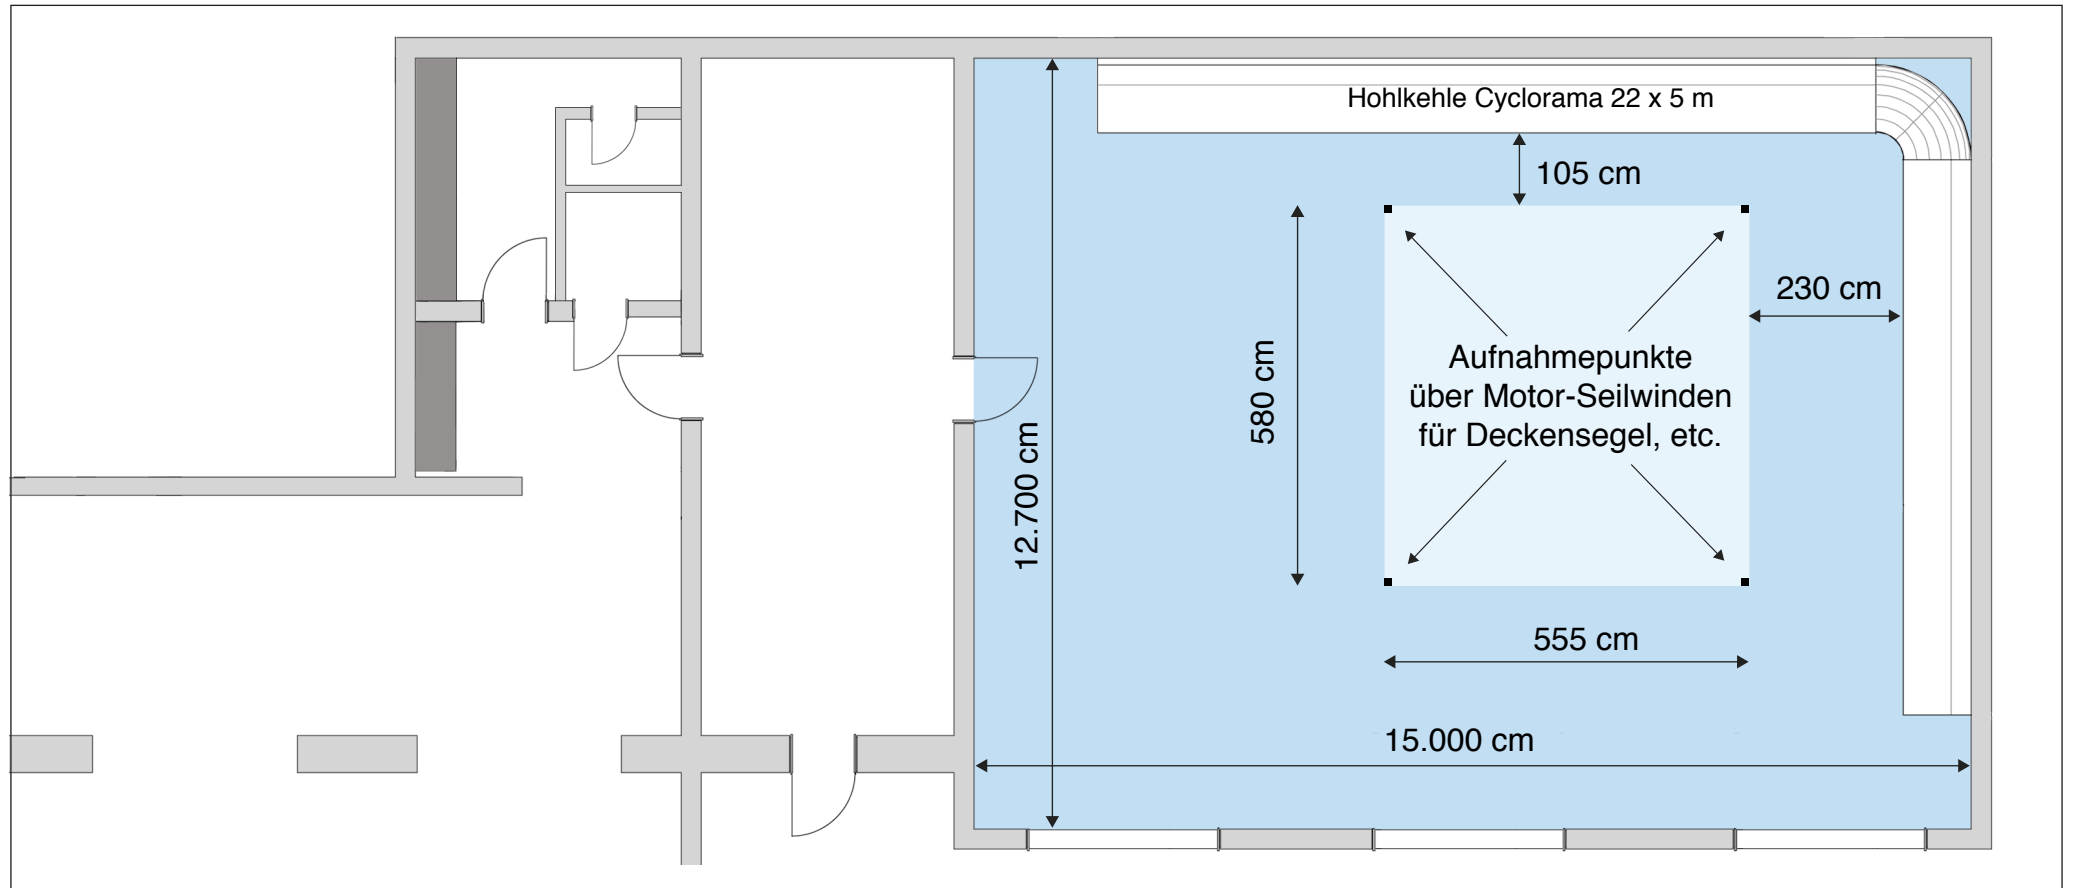 Hohlkehle Cyclorama 22 x 5 m
105 cm
230 cm
Aufnahmepunkte
über Motor-Seilwinden
für Deckensegel, etc.
580 cm
12.700 cm
555 cm
15.000 cm